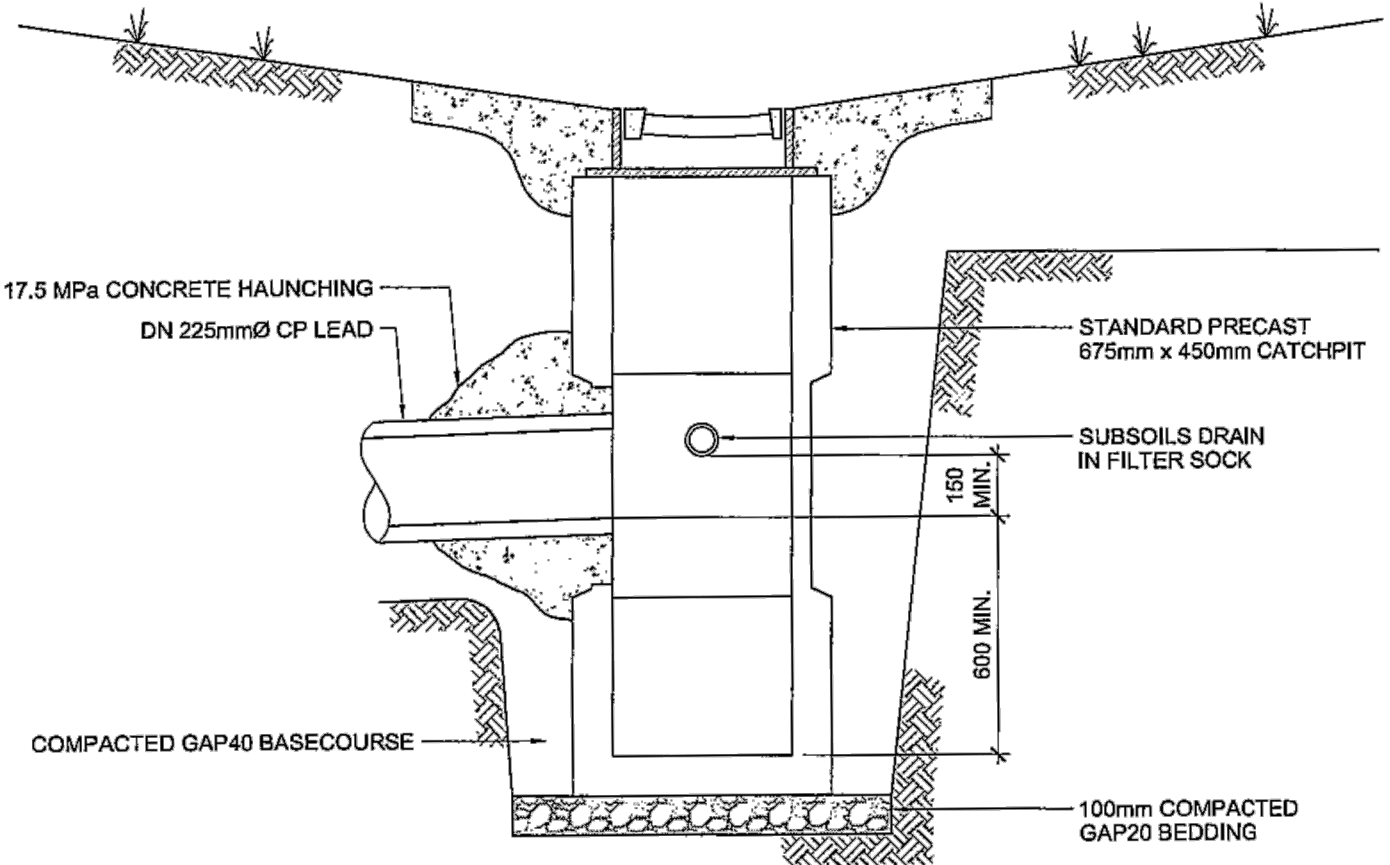 17.5 MPa CONCRETE HAUNCHING
DN 225mmØ CP LEAD
STANDARD PRECAST
675mm x 450mm CATCHPIT
SUBSOILS DRAIN
IN FILTER SOCK
150
MIN.
600 MIN.
COMPACTED GAP40 BASECOURSE
100mm COMPACTED
GAP20 BEDDING